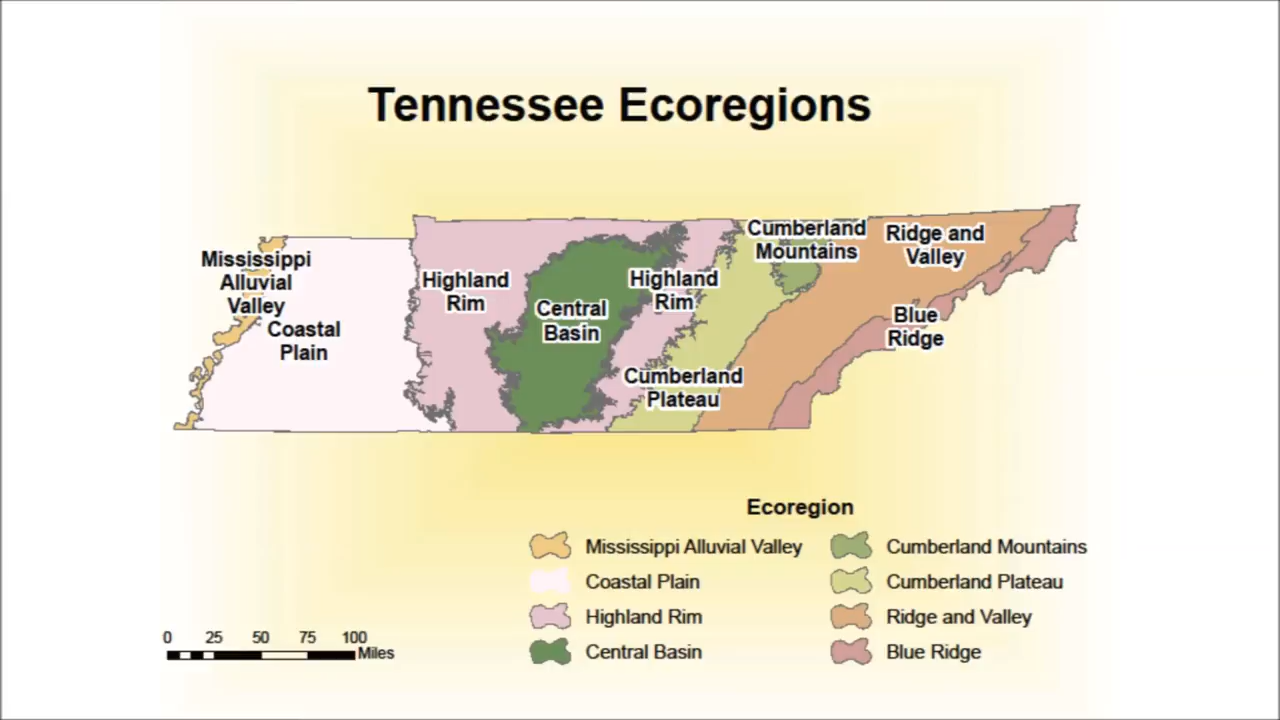 Tennessee Ecoregions
Mississippi
Alluvial
Valley
Coastal
Plain
Highland
Rim
Central
Basin
Highland
Rim
Cumberland
Plateau
Cumberland
Mountains
Ridge and
Valley
Blue
Ridge
Ecoregion
Mississippi Alluvial Valley
Coastal Plain
Highland Rim
Central Basin
Cumberland Mountains
Cumberland Plateau
Ridge and Valley
Blue Ridge
0 25 50 75 100
Miles